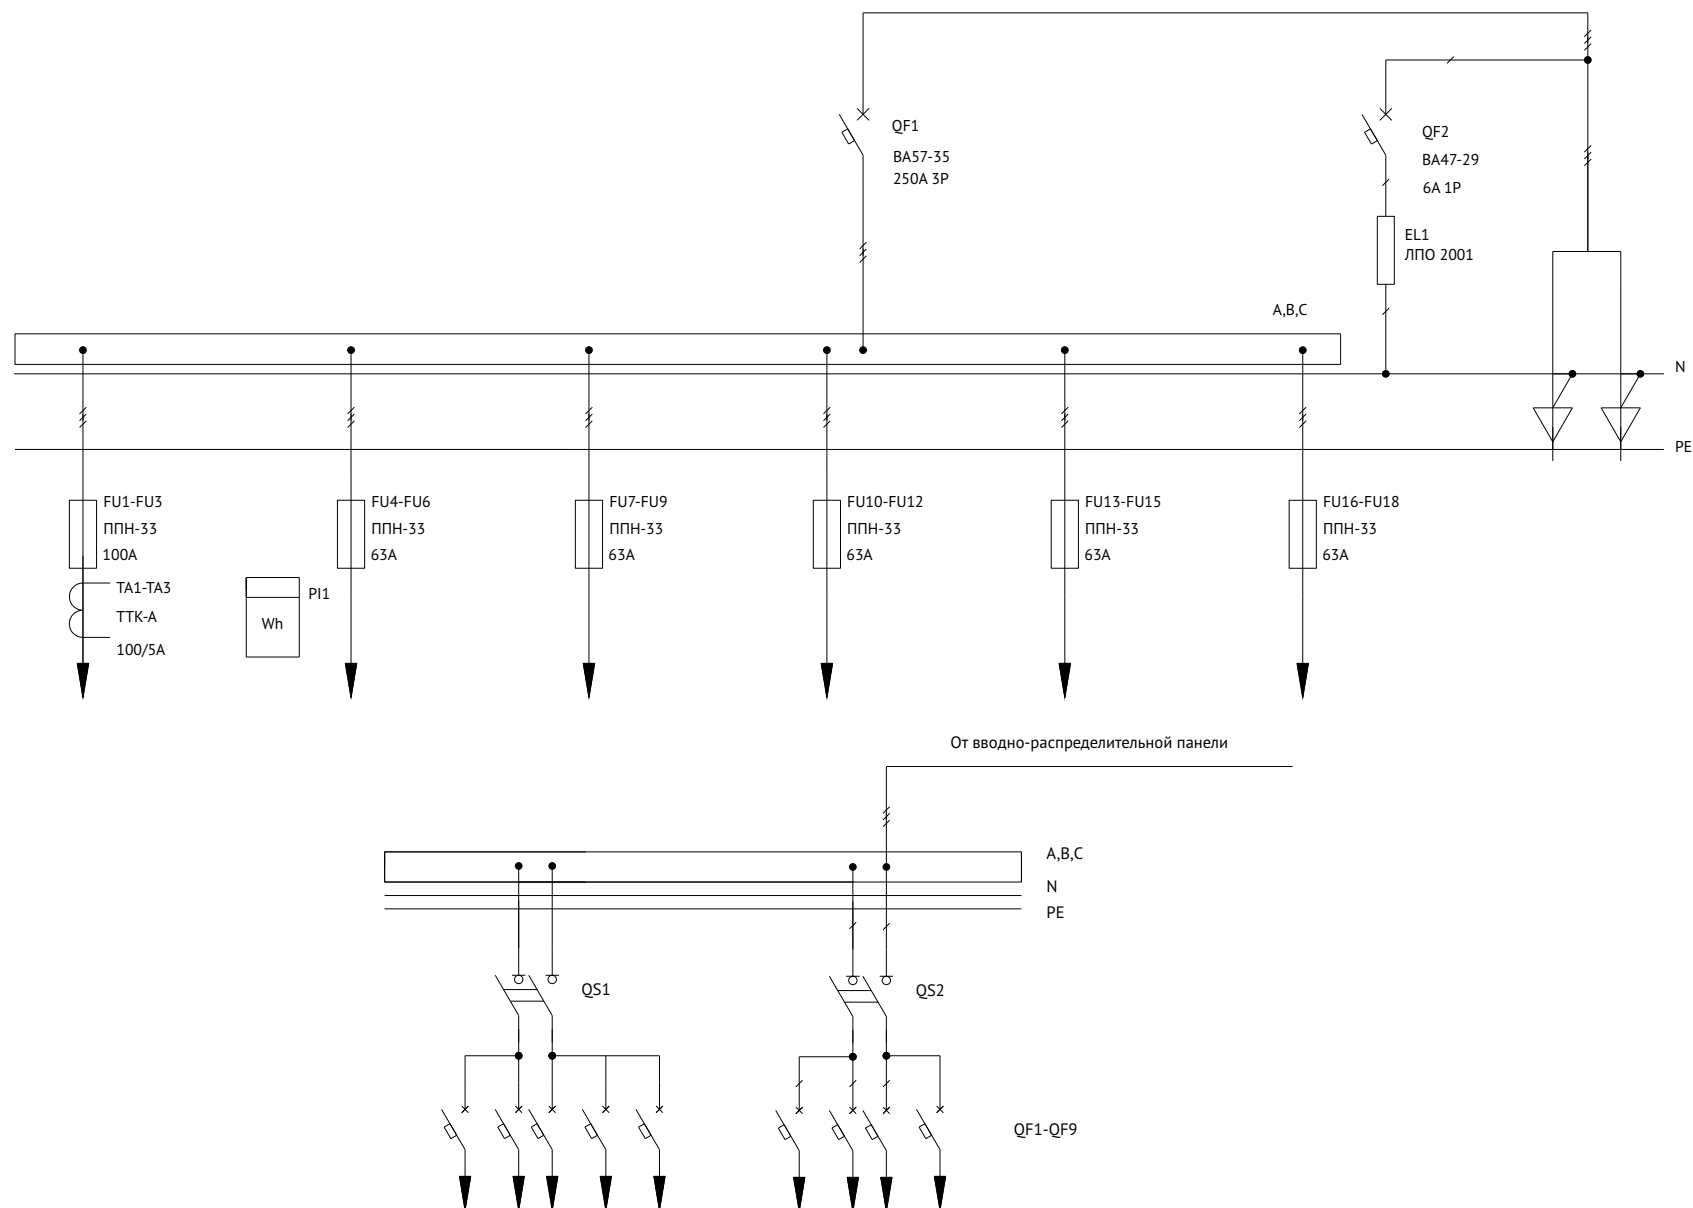 QF1
ВА57-35
250А 3Р
QF2
ВА47-29
6А 1Р
EL1
ЛПО 2001
А,В,С
N
PE
FU1-FU3
ППН-33
100А
FU4-FU6
ППН-33
63А
FU7-FU9
ППН-33
63А
FU10-FU12
ППН-33
63А
FU13-FU15
ППН-33
63А
FU16-FU18
ППН-33
63А
ТА1-ТА3
ТТК-А
100/5А
PI1
Wh
От вводно-распределительной панели
А,В,С
N
PE
QS1
QS2
QF1-QF9